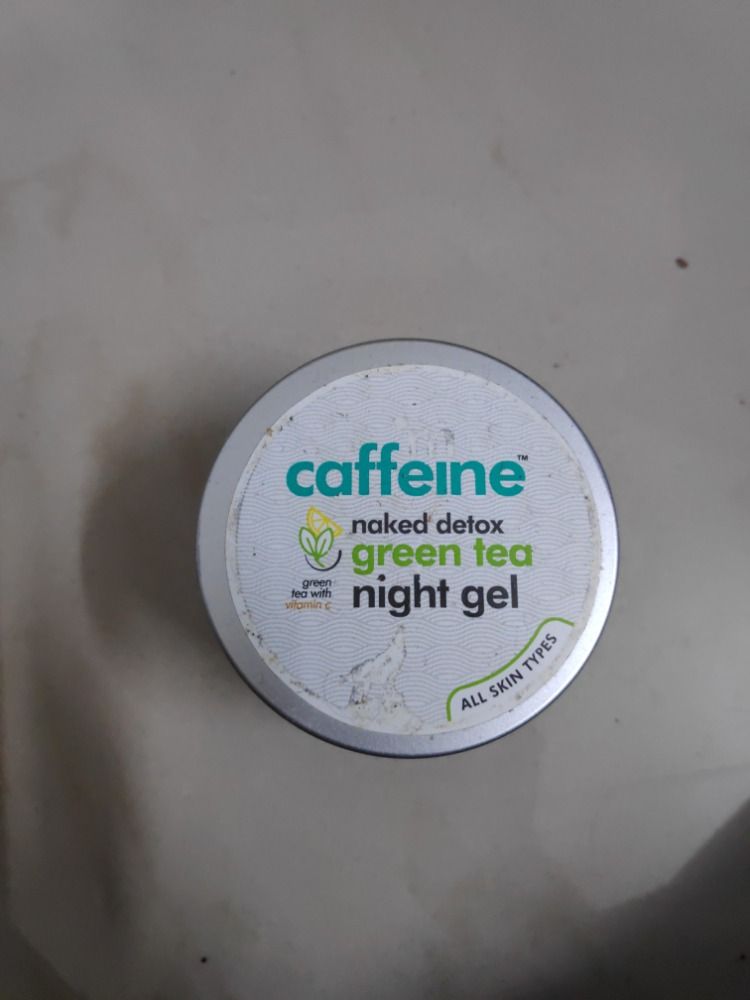 caffeine™
naked detox
green tea
night gel
green
tea with
vitamin c
ALL SKIN TYPES